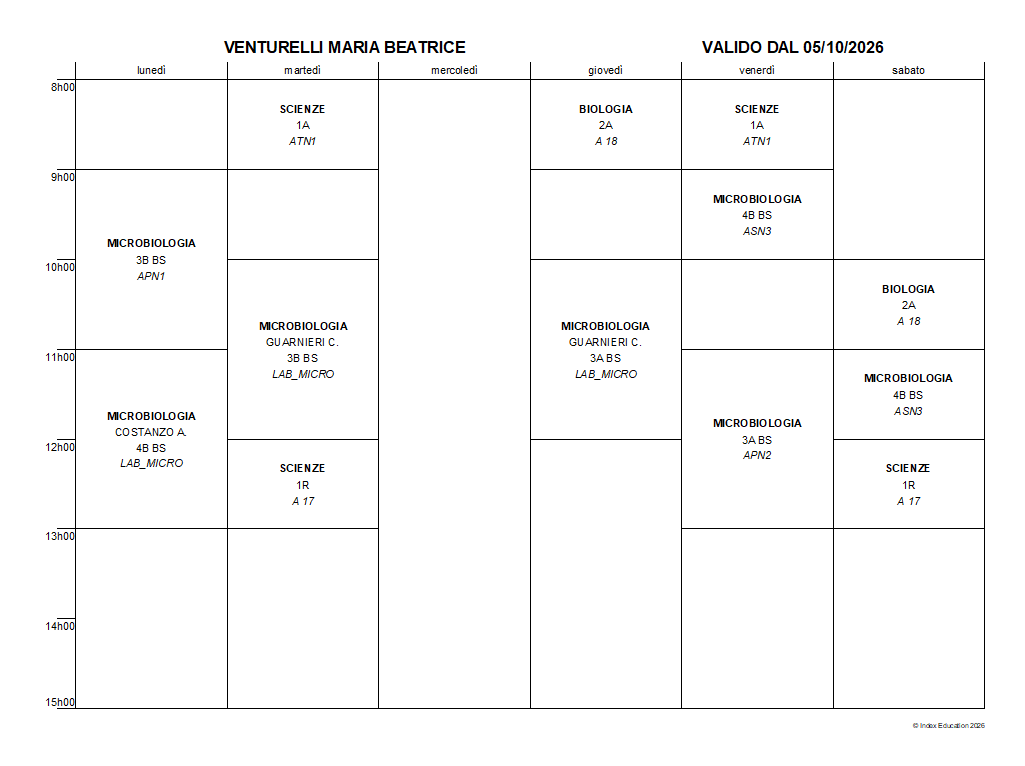 VENTURELLI MARIA BEATRICE
VALIDO DAL 05/10/2026
lunedì
martedì
mercoledì
giovedì
venerdì
sabato
8h00
9h00
10h00
11h00
12h00
13h00
14h00
15h00
MICROBIOLOGIA
3B BS
APN1
MICROBIOLOGIA
COSTANZO A.
4B BS
LAB_MICRO
SCIENZE
1A
ATN1
MICROBIOLOGIA
GUARNIERI C.
3B BS
LAB_MICRO
SCIENZE
1R
A 17
BIOLOGIA
2A
A 18
MICROBIOLOGIA
GUARNIERI C.
3A BS
LAB_MICRO
SCIENZE
1A
ATN1
MICROBIOLOGIA
4B BS
ASN3
MICROBIOLOGIA
3A BS
APN2
BIOLOGIA
2A
A 18
MICROBIOLOGIA
4B BS
ASN3
SCIENZE
1R
A 17
© Index Education 2026